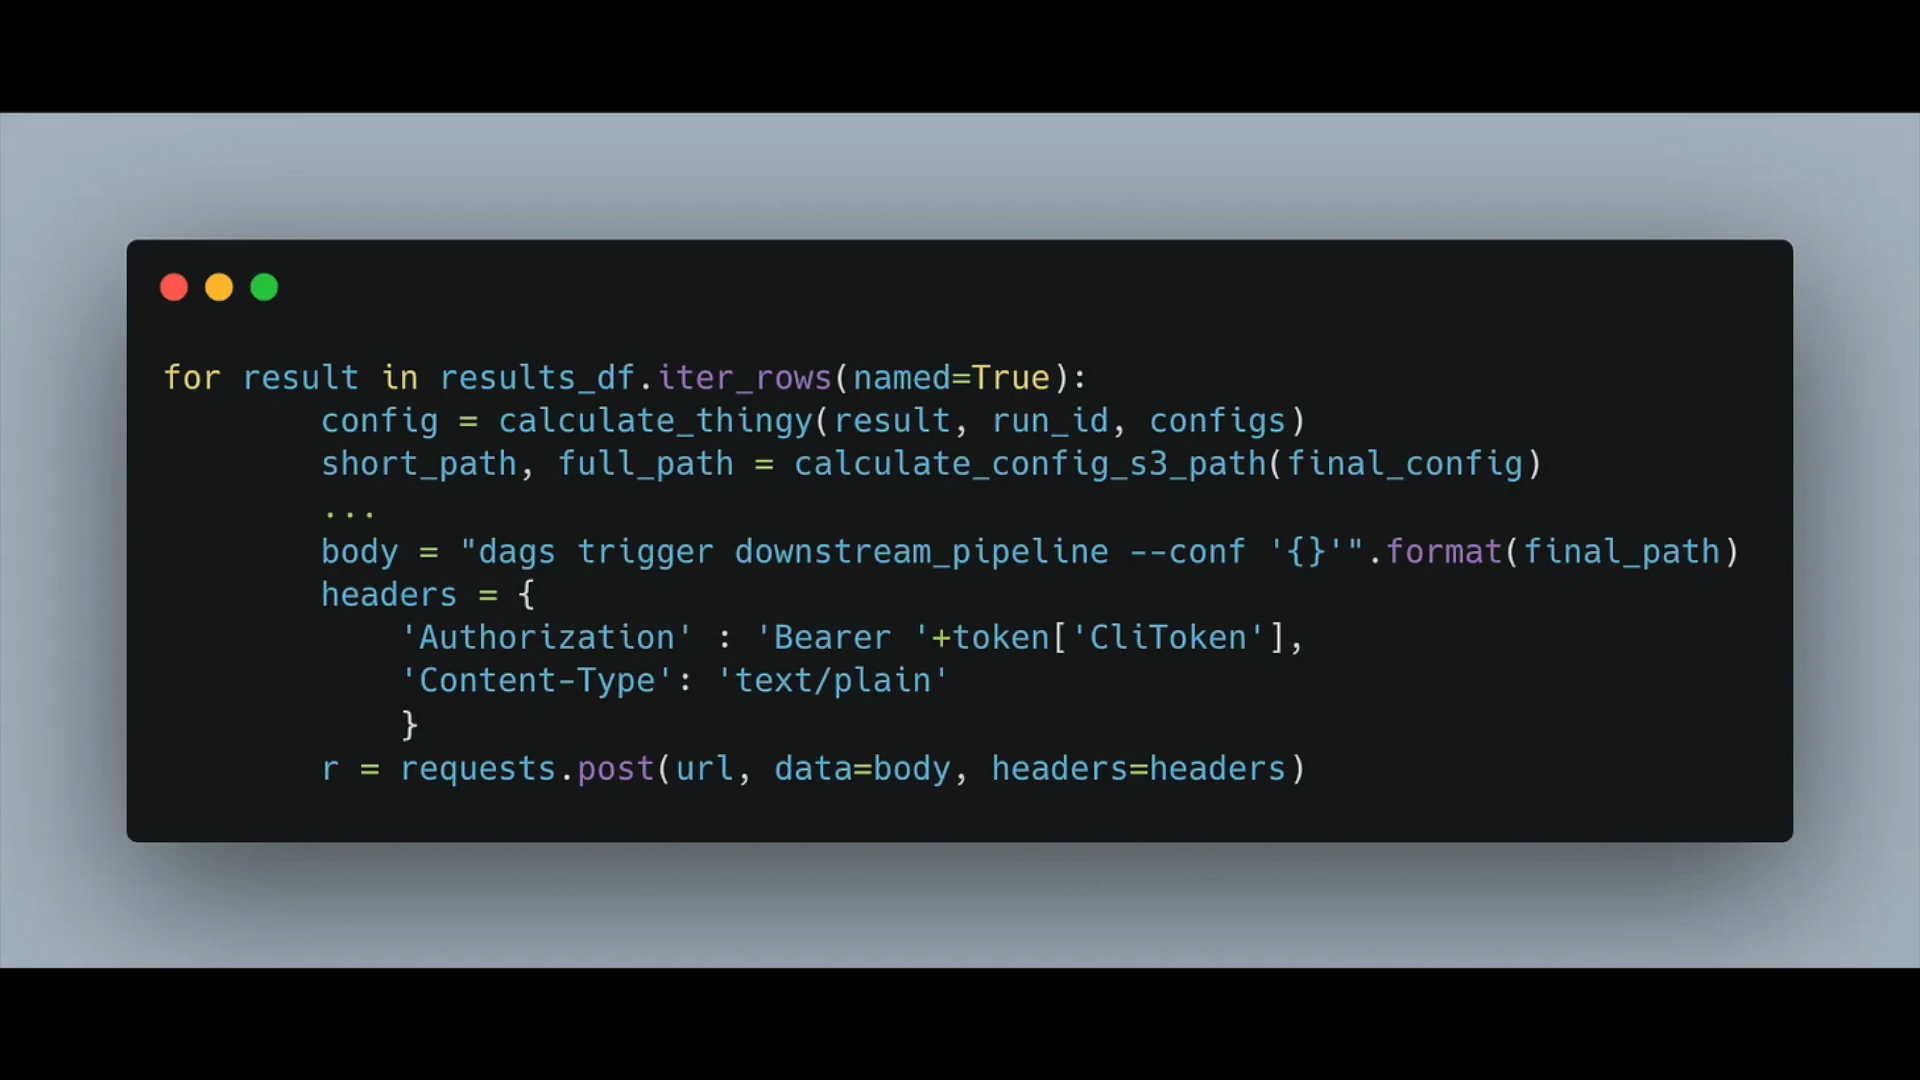 for result in results_df.iter_rows(named=True):
config = calculate_thingy(result, run_id, configs)
short_path, full_path = calculate_config_s3_path(final_config)
...
body = "dags trigger downstream_pipeline --conf '{}'".format(final_path)
headers = {
'Authorization' : 'Bearer '+token['CliToken'],
'Content-Type': 'text/plain'
}
r = requests.post(url, data=body, headers=headers)